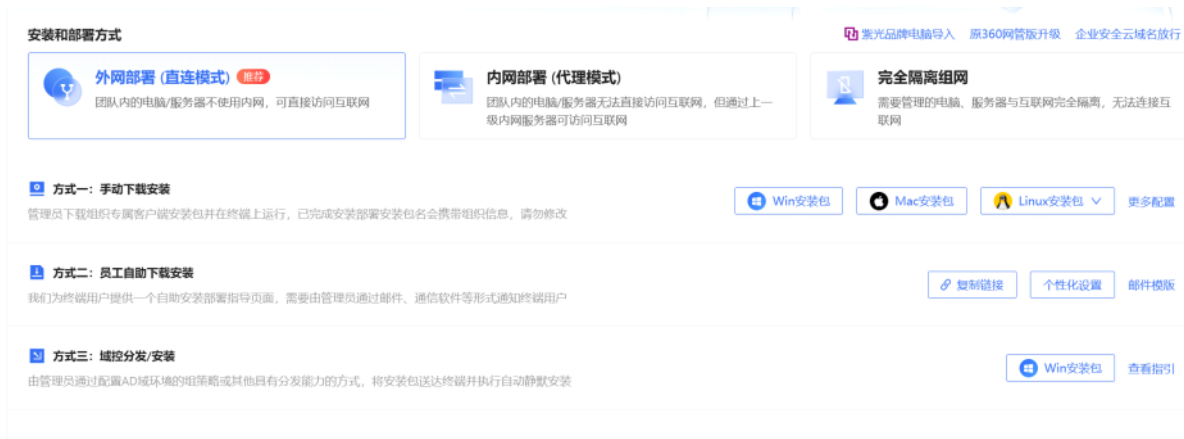 安装和部署方式
紫光品牌电脑导入 原360网管版升级 企业安全云域名放行
外网部署 (直连模式) 推荐
团队内的电脑/服务器不使用内网，可直接访问互联网
内网部署 (代理模式)
团队内的电脑/服务器无法直接访问互联网，但通过上一
级内网服务器可访问互联网
完全隔离组网
需要管理的电脑、服务器与互联网完全隔离，无法连接互
联网
方式一：手动下载安装
管理员下载组织专属客户端安装包并在终端上运行，已完成安装部署安装包名会携带组织信息，请勿修改
Win安装包 Mac安装包 Linux安装包 更多配置
方式二：员工自助下载安装
我们为终端用户提供一个自助安装部署指导页面，需要由管理员通过邮件、通信软件等形式通知终端用户
复制链接 个性化设置 邮件模版
方式三：域控分发/安装
由管理员通过配置AD域环境的组策略或其他具有分发能力的方式，将安装包送达终端并执行自动静默安装
Win安装包 查看指引